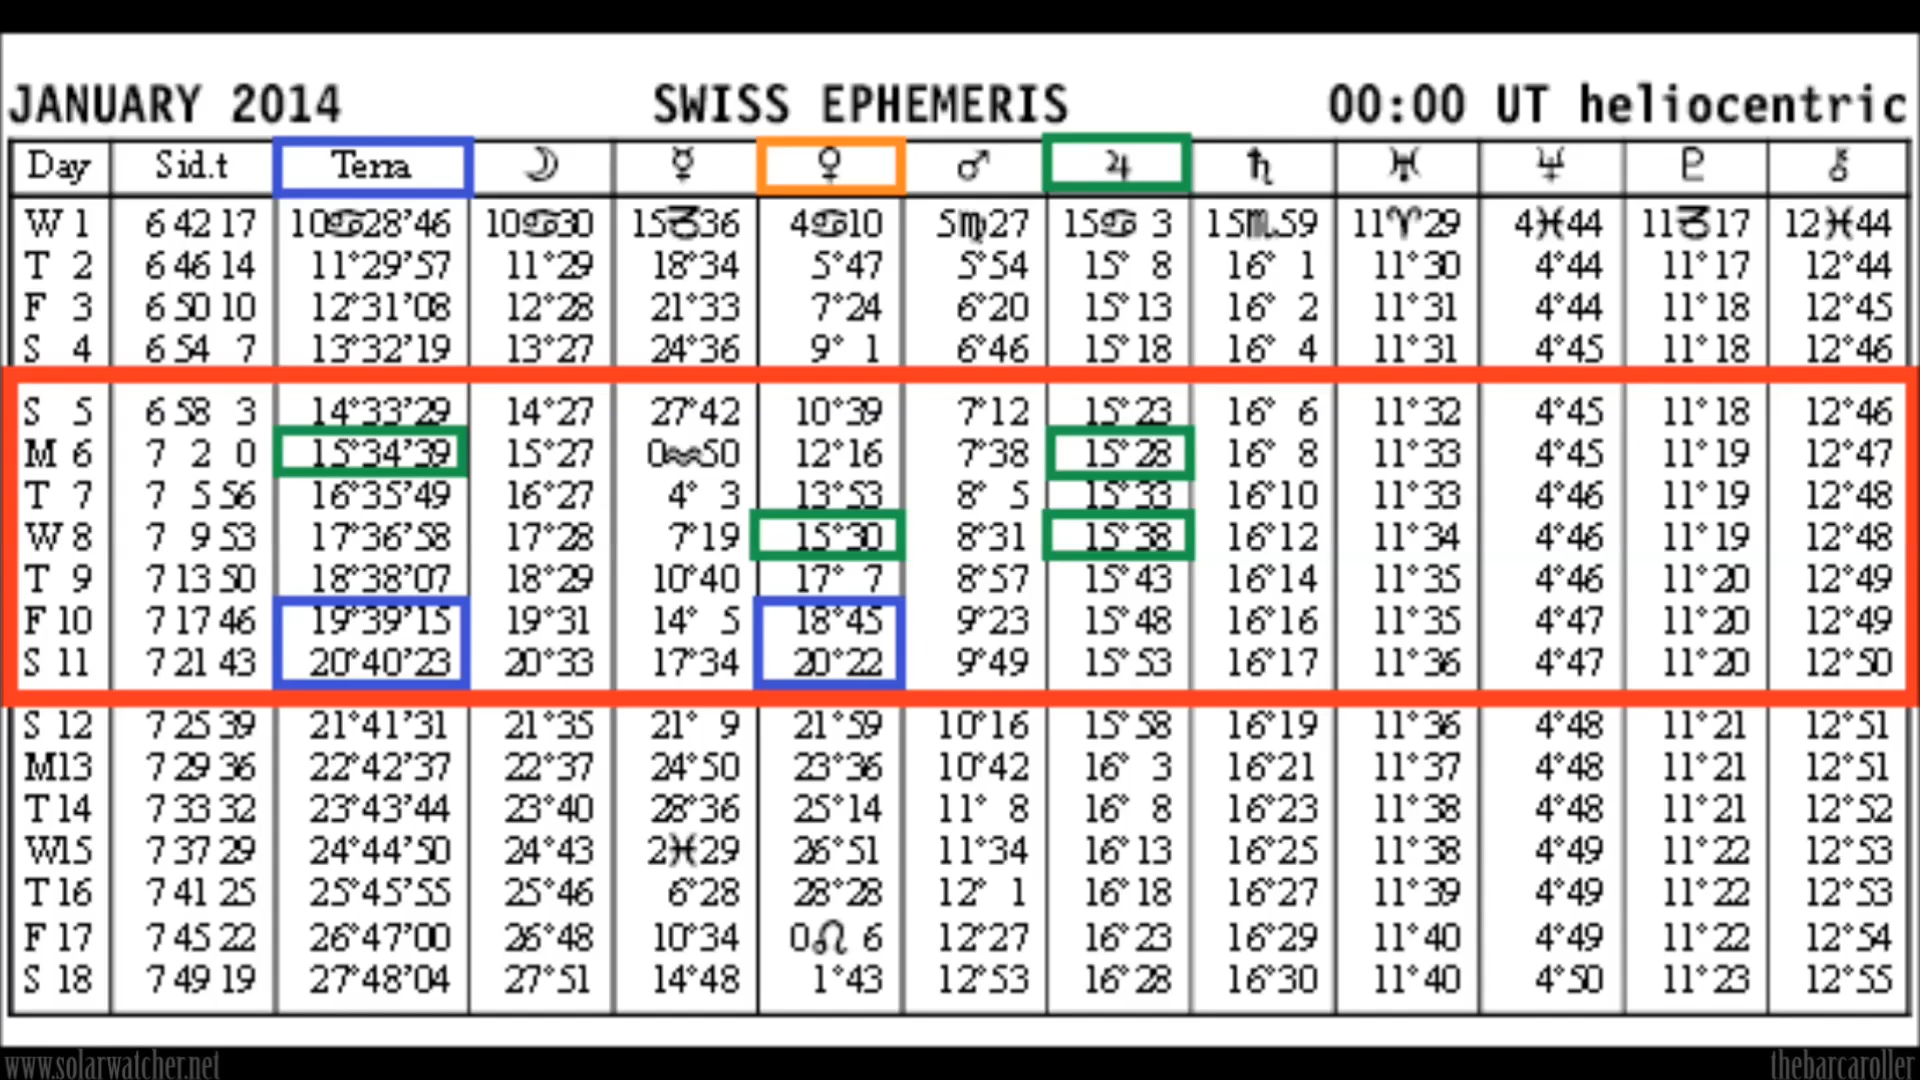 JANUARY 2014 SWISS EPHEMERIS 00:00 UT heliocentric
Day Sid.t Terra ☽ ☿ ♀ ♂ ♃ ♄ ♅ ♆ ♇ ⚷
W 1 6 42 17 10♋28'46 10♋30 15♑36 4♋10 5♍27 15♋ 3 15♏59 11♈29 4♓44 11♑17 12♓44
T 2 6 46 14 11°29'57 11°29 18°34 5°47 5°54 15° 8 16° 1 11°30 4°44 11°17 12°44
F 3 6 50 10 12°31'08 12°28 21°33 7°24 6°20 15°13 16° 2 11°31 4°44 11°18 12°45
S 4 6 54 7 13°32'19 13°27 24°36 9° 1 6°46 15°18 16° 4 11°31 4°45 11°18 12°46
S 5 6 58 3 14°33'29 14°27 27°42 10°39 7°12 15°23 16° 6 11°32 4°45 11°18 12°46
M 6 7 2 0 15°34'39 15°27 0♒50 12°16 7°38 15°28 16° 8 11°33 4°45 11°19 12°47
T 7 7 5 56 16°35'49 16°27 4° 3 13°53 8° 5 15°33 16°10 11°33 4°46 11°19 12°48
W 8 7 9 53 17°36'58 17°28 7°19 15°30 8°31 15°38 16°12 11°34 4°46 11°19 12°48
T 9 7 13 50 18°38'07 18°29 10°40 17° 7 8°57 15°43 16°14 11°35 4°46 11°20 12°49
F 10 7 17 46 19°39'15 19°31 14° 5 18°45 9°23 15°48 16°16 11°35 4°47 11°20 12°49
S 11 7 21 43 20°40'23 20°33 17°34 20°22 9°49 15°53 16°17 11°36 4°47 11°20 12°50
S 12 7 25 39 21°41'31 21°35 21° 9 21°59 10°16 15°58 16°19 11°36 4°48 11°21 12°51
M13 7 29 36 22°42'37 22°37 24°50 23°36 10°42 16° 3 16°21 11°37 4°48 11°21 12°51
T 14 7 33 32 23°43'44 23°40 28°36 25°14 11° 8 16° 8 16°23 11°38 4°48 11°21 12°52
W15 7 37 29 24°44'50 24°43 2♓29 26°51 11°34 16°13 16°25 11°38 4°49 11°22 12°53
T 16 7 41 25 25°45'55 25°46 6°28 28°28 12° 1 16°18 16°27 11°39 4°49 11°22 12°53
F 17 7 45 22 26°47'00 26°48 10°34 0♌ 6 12°27 16°23 16°29 11°40 4°49 11°22 12°54
S 18 7 49 19 27°48'04 27°51 14°48 1°43 12°53 16°28 16°30 11°40 4°50 11°23 12°55
www.solarwatcher.net thebarcaroller